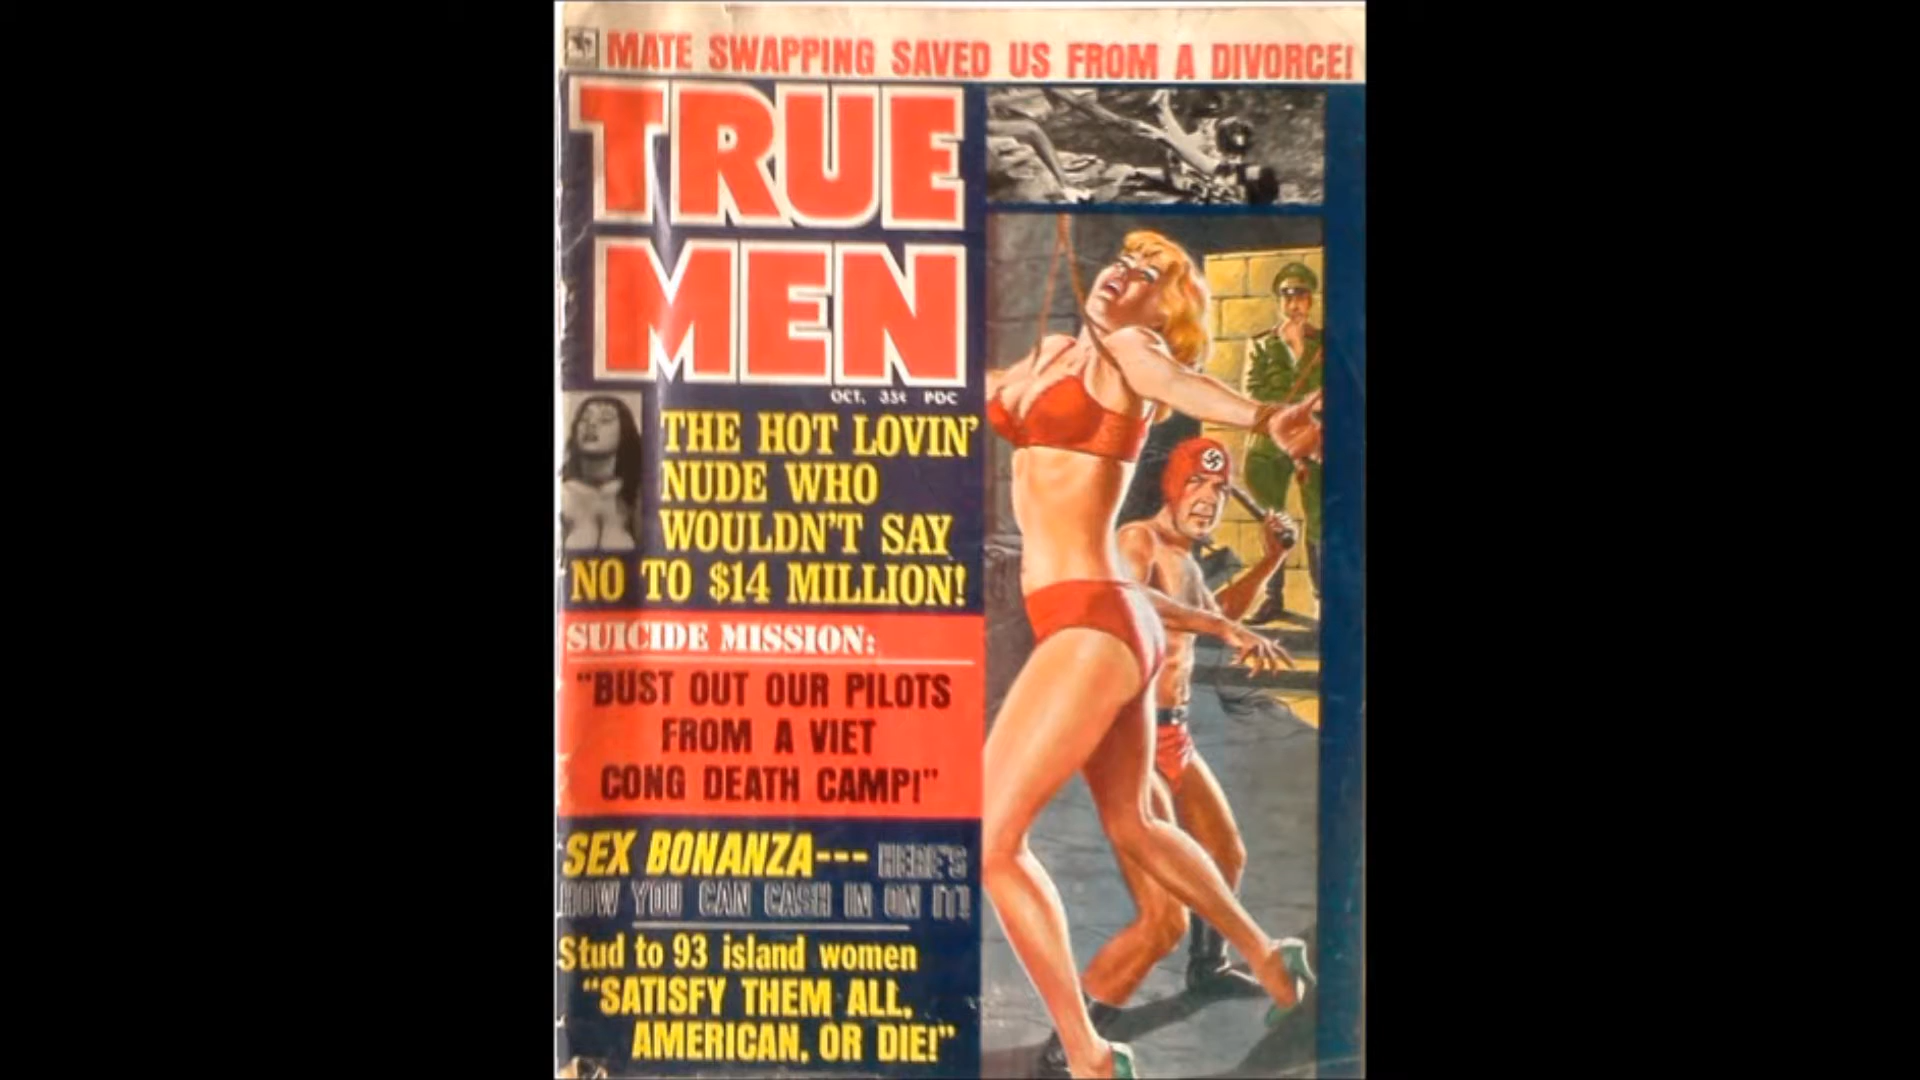 MATE SWAPPING SAVED US FROM A DIVORCE!
TRUE
MEN
OCT. 35¢ PDC
THE HOT LOVIN'
NUDE WHO
WOULDN'T SAY
NO TO $14 MILLION!
SUICIDE MISSION:
"BUST OUT OUR PILOTS
FROM A VIET
CONG DEATH CAMP!"
SEX BONANZA--- HERE'S
HOW YOU CAN CASH IN ON IT!
Stud to 93 island women
"SATISFY THEM ALL,
AMERICAN, OR DIE!"